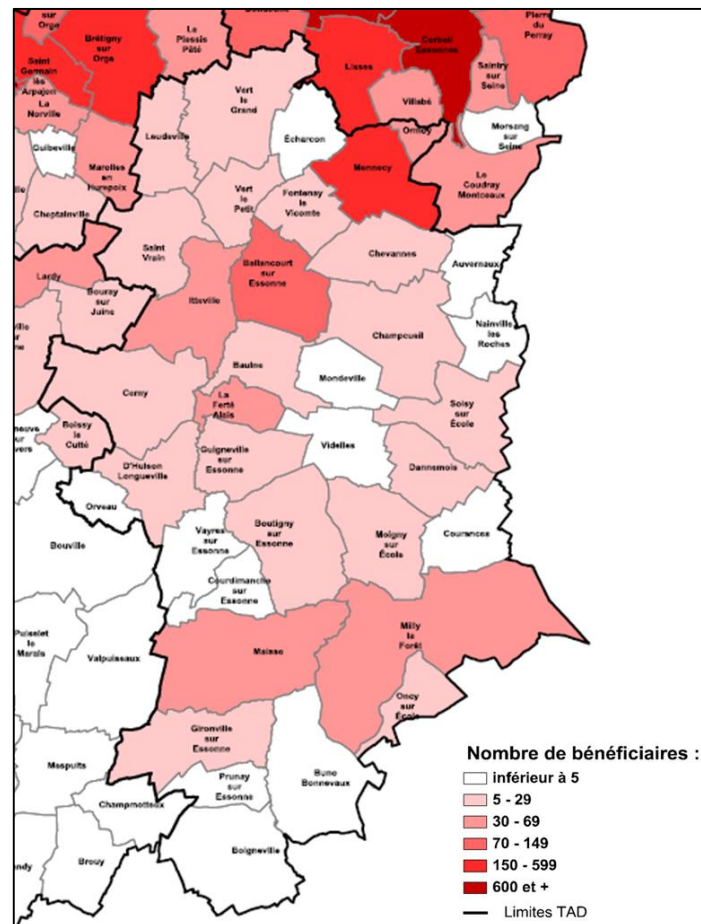 sur
Orge
Brétigny
sur
Orge
La
Plessis
Pâté
Lisses
Corbeil
Essonnes
Pierre
du
Perray
Saintry
sur
Seine
Saint
Germain
lès
Arpajon
La
Norville
Leudeville
Vert
le
Grand
Écharcon
Villabé
Ormoy
Morsang
sur
Seine
Guibeville
Marolles
en
Hurepoix
Mennecy
Le
Coudray
Montceaux
Cheptainville
Vert
le
Petit
Fontenay
le
Vicomte
Saint
Vrain
Chevannes
Auvernaux
Lardy
Bouray
sur
Juine
Itteville
Ballancourt
sur
Essonne
Champcueil
Nainville
les
Roches
Cerny
Baulne
Mondeville
Soisy
sur
École
La
Ferté
Alais
Boissy
le
Cutté
Guigneville
sur
Essonne
Videlles
Dannemois
D'Huison
Longueville
Orveau
Vayres
sur
Essonne
Boutigny
sur
Essonne
Moigny
sur
École
Courances
Bouville
Courdimanche
sur
Essonne
Puiselet
le
Marais
Valpuiseaux
Maisse
Milly
la
Forêt
Oncy
sur
École
Gironville
sur
Essonne
Mespuits
Prunay
sur
Essonne
Buno
Bonnevaux
Champmotteux
Brouy
Boigneville
Nombre de bénéficiaires :
inférieur à 5
5 - 29
30 - 69
70 - 149
150 - 599
600 et +
Limites TAD